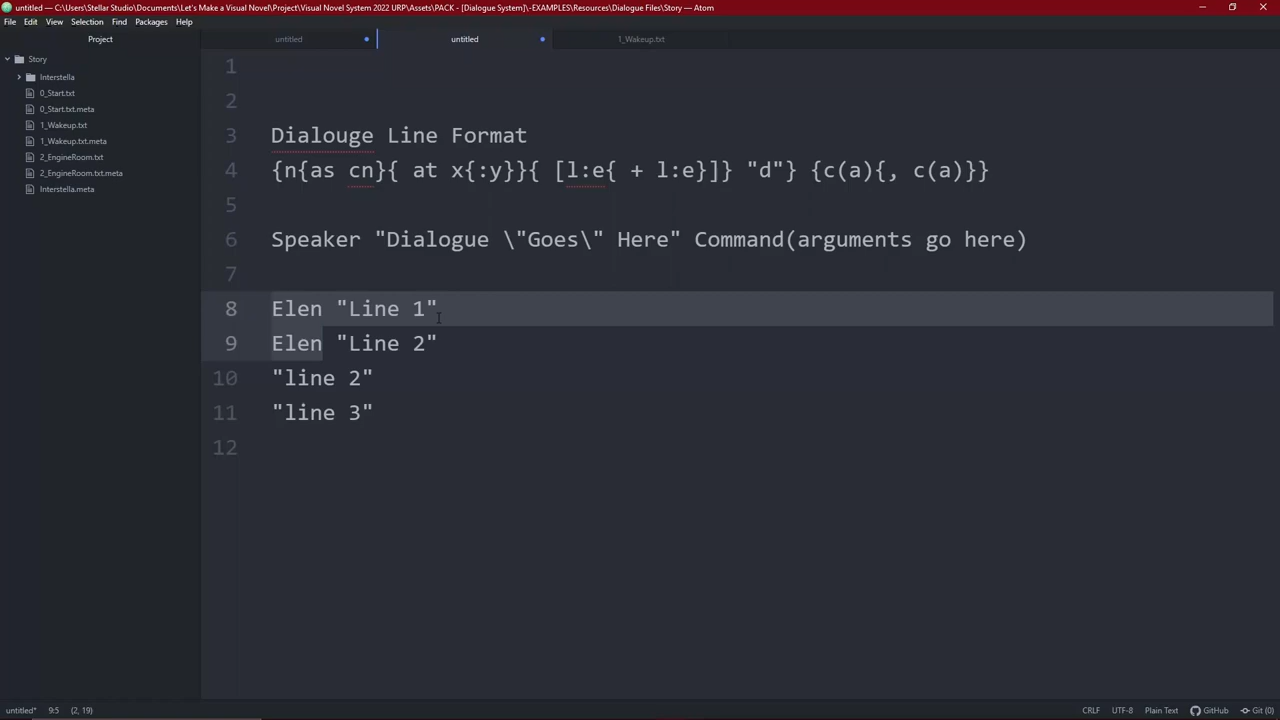 untitled — C:\Users\Stellar Studio\Documents\Let's Make a Visual Novel\Project\Visual Novel System 2022 URP\Assets\PACK - [Dialogue System]\-EXAMPLES\Resources\Dialogue Files\Story — Atom
File Edit View Selection Find Packages Help
Project
untitled untitled 1_Wakeup.txt
Story
Interstella
0_Start.txt
0_Start.txt.meta
1_Wakeup.txt
1_Wakeup.txt.meta
2_EngineRoom.txt
2_EngineRoom.txt.meta
Interstella.meta
1
2
3 Dialouge Line Format
4 {n{as cn}{ at x{:y}}{ [l:e{ + l:e}]} "d"} {c(a){, c(a)}}
5
6 Speaker "Dialogue \"Goes\" Here" Command(arguments go here)
7
8 Elen "Line 1"
9 Elen "Line 2"
10 "line 2"
11 "line 3"
12
untitled* 9:5 (2, 19) CRLF UTF-8 Plain Text GitHub Git (0)